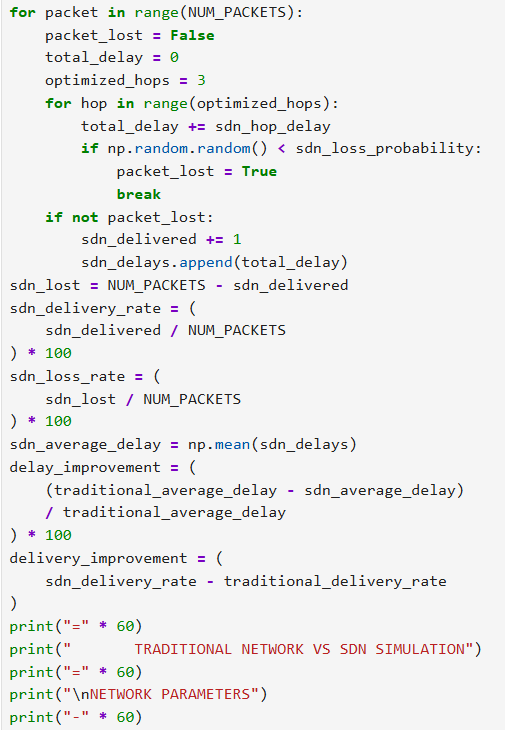 for packet in range(NUM_PACKETS):
    packet_lost = False
    total_delay = 0
    optimized_hops = 3
    for hop in range(optimized_hops):
        total_delay += sdn_hop_delay
        if np.random.random() < sdn_loss_probability:
            packet_lost = True
            break
    if not packet_lost:
        sdn_delivered += 1
        sdn_delays.append(total_delay)
sdn_lost = NUM_PACKETS - sdn_delivered
sdn_delivery_rate = (
    sdn_delivered / NUM_PACKETS
) * 100
sdn_loss_rate = (
    sdn_lost / NUM_PACKETS
) * 100
sdn_average_delay = np.mean(sdn_delays)
delay_improvement = (
    (traditional_average_delay - sdn_average_delay)
    / traditional_average_delay
) * 100
delivery_improvement = (
    sdn_delivery_rate - traditional_delivery_rate
)
print("=" * 60)
print("       TRADITIONAL NETWORK VS SDN SIMULATION")
print("=" * 60)
print("\nNETWORK PARAMETERS")
print("-" * 60)